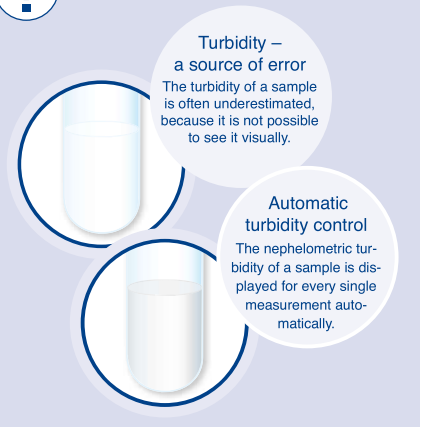 Turbidity –
a source of error
The turbidity of a sample
is often underestimated,
because it is not possible
to see it visually.
Automatic
turbidity control
The nephelometric tur-
bidity of a sample is dis-
played for every single
measurement auto-
matically.